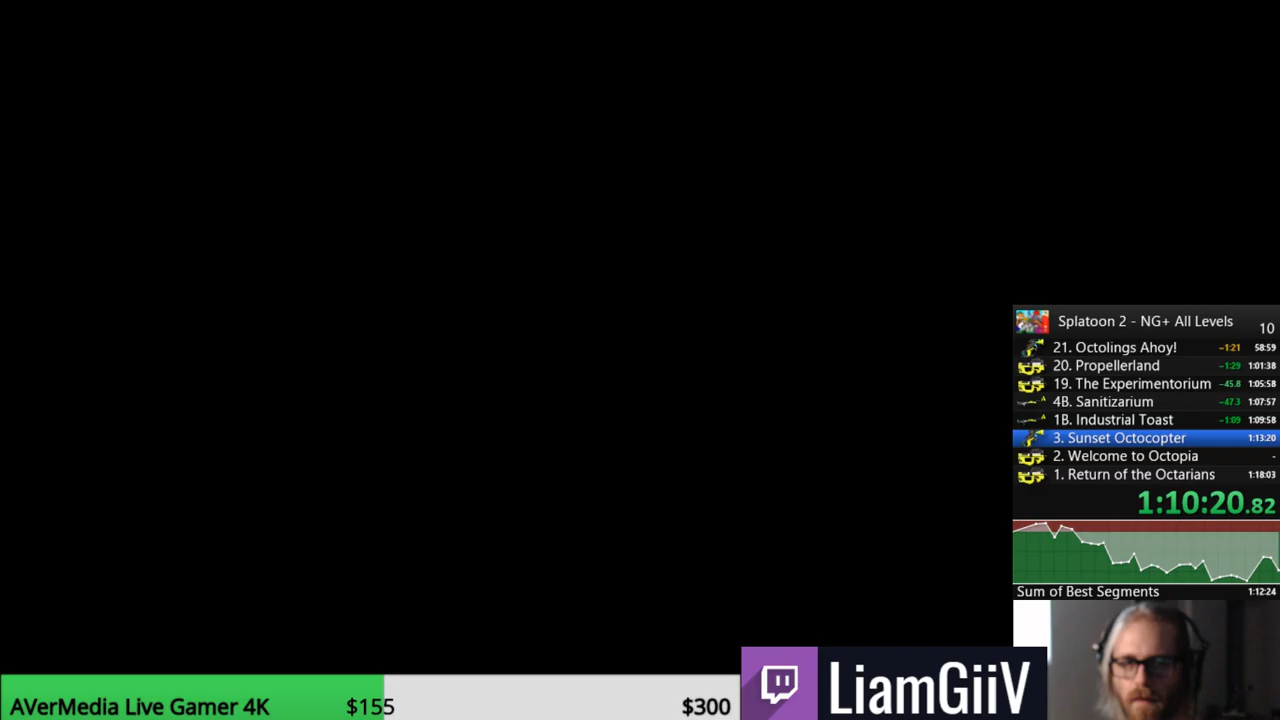 Splatoon 2 - NG+ All Levels
10
21. Octolings Ahoy! -1:21 58:59
20. Propellerland -1:29 1:01:38
19. The Experimentorium -45.8 1:05:58
4B. Sanitizarium -47.3 1:07:57
1B. Industrial Toast -1:09 1:09:58
3. Sunset Octocopter 1:13:20
2. Welcome to Octopia -
1. Return of the Octarians 1:18:03
1:10:20.82
Sum of Best Segments 1:12:24
LiamGiiV
AVerMedia Live Gamer 4K $155 $300